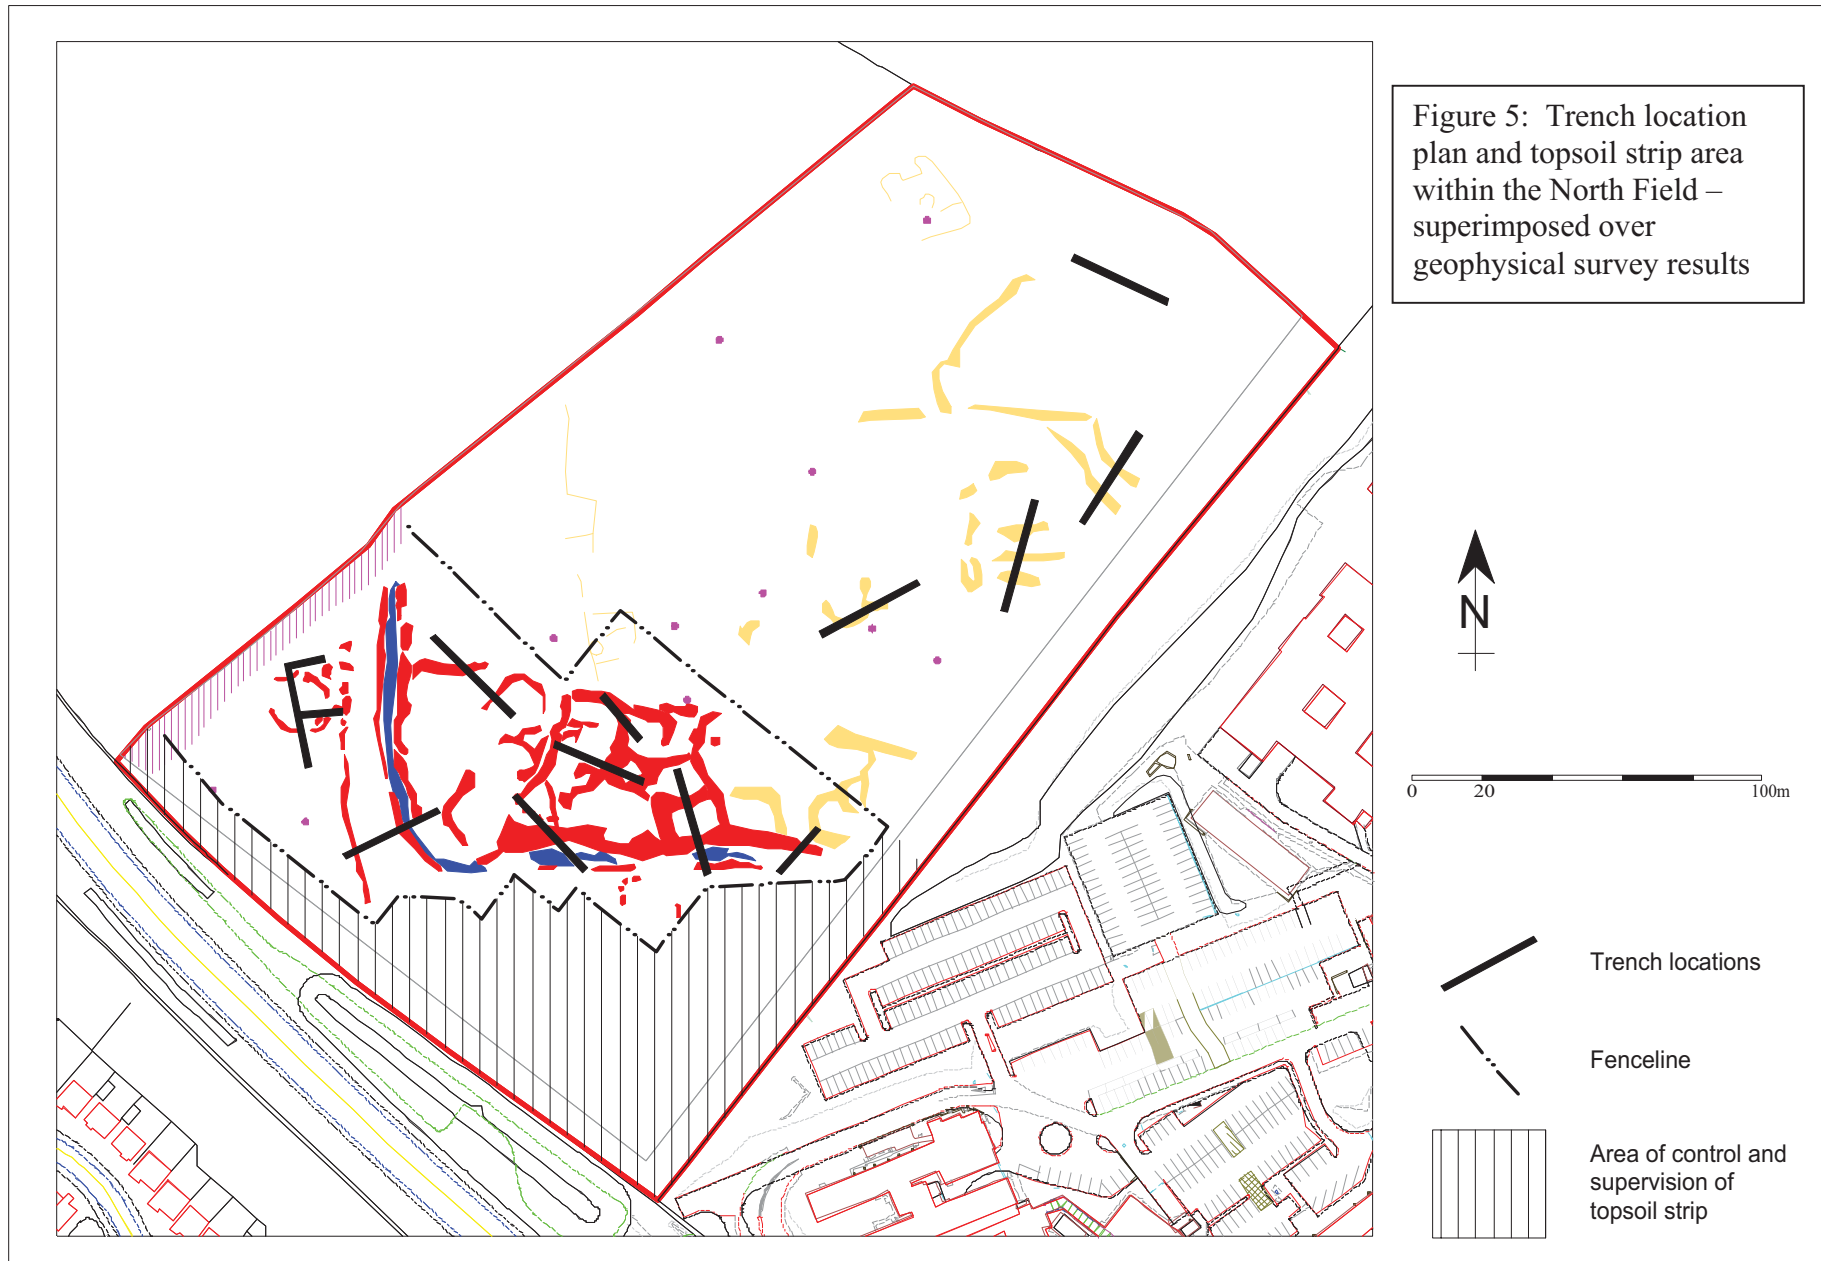 Figure 5: Trench location
plan and topsoil strip area
within the North Field –
superimposed over
geophysical survey results
N
0 20 100m
Trench locations
Fenceline
Area of control and
supervision of
topsoil strip